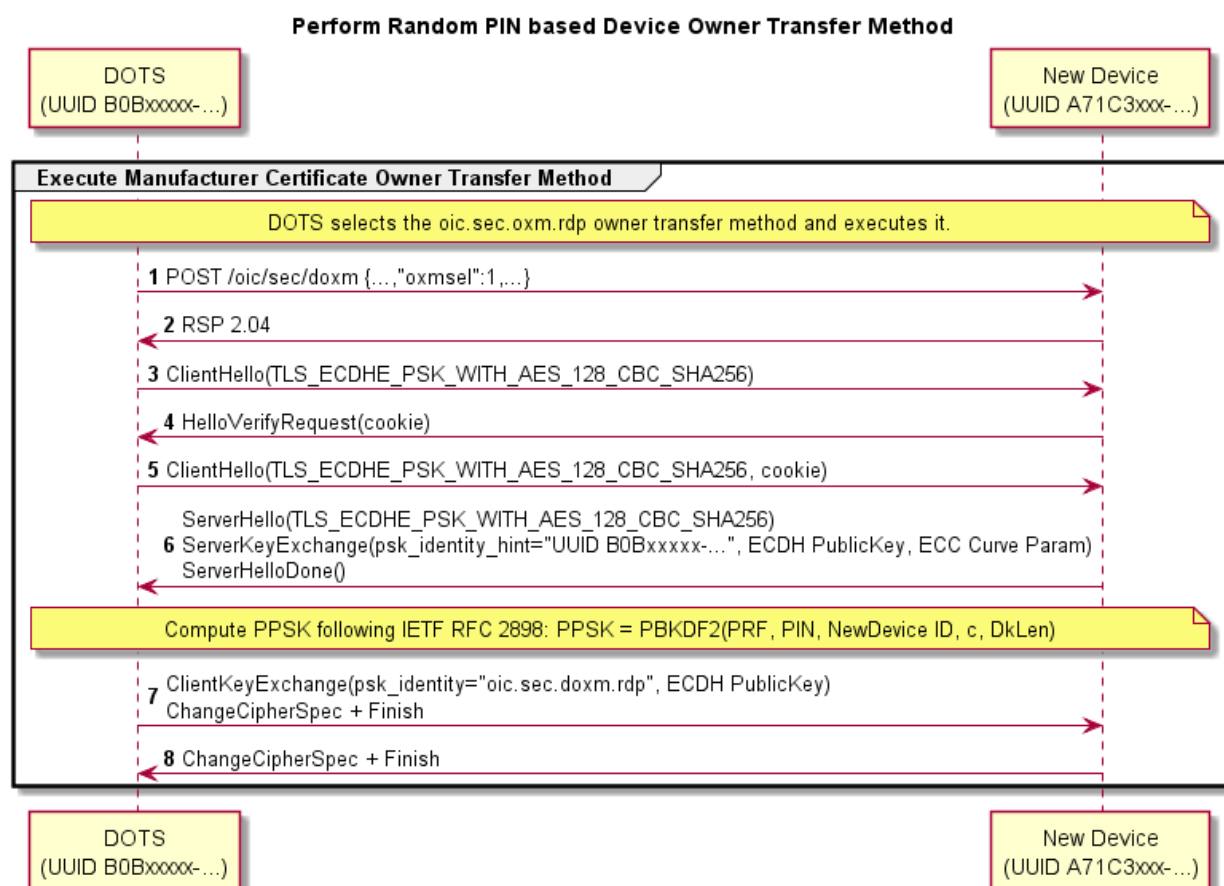 Perform Random PIN based Device Owner Transfer Method
DOTS
(UUID B0Bxxxxx-...)
New Device
(UUID A71C3xxx-...)
Execute Manufacturer Certificate Owner Transfer Method
DOTS selects the oic.sec.oxm.rdp owner transfer method and executes it.
1 POST /oic/sec/doxm {...,"oxmsel":1,...}
2 RSP 2.04
3 ClientHello(TLS_ECDHE_PSK_WITH_AES_128_CBC_SHA256)
4 HelloVerifyRequest(cookie)
5 ClientHello(TLS_ECDHE_PSK_WITH_AES_128_CBC_SHA256, cookie)
ServerHello(TLS_ECDHE_PSK_WITH_AES_128_CBC_SHA256)
6 ServerKeyExchange(psk_identity_hint="UUID B0Bxxxxx-...", ECDH PublicKey, ECC Curve Param)
ServerHelloDone()
Compute PPSK following IETF RFC 2898: PPSK = PBKDF2(PRF, PIN, NewDevice ID, c, DkLen)
7 ClientKeyExchange(psk_identity="oic.sec.doxm.rdp", ECDH PublicKey)
ChangeCipherSpec + Finish
8 ChangeCipherSpec + Finish
DOTS
(UUID B0Bxxxxx-...)
New Device
(UUID A71C3xxx-...)